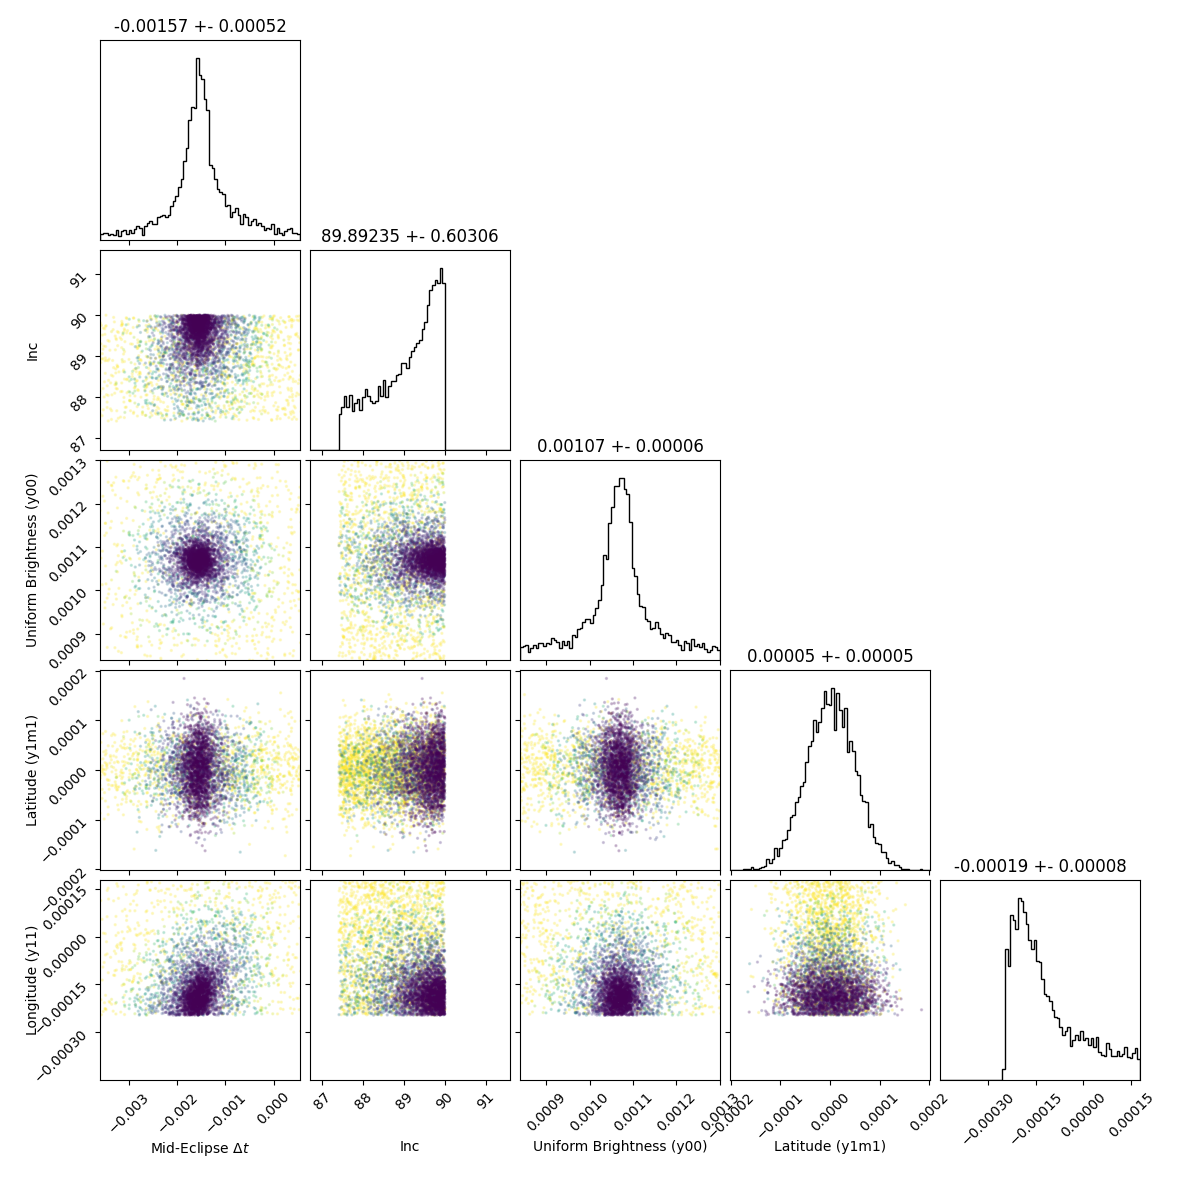 -0.00157 +- 0.00052
89.89235 +- 0.60306
91
90
89
88
87
Inc
0.00107 +- 0.00006
0.0013
0.0012
0.0011
0.0010
0.0009
Uniform Brightness (y00)
0.00005 +- 0.00005
0.0002
0.0001
0.0000
−0.0001
−0.0002
Latitude (y1m1)
-0.00019 +- 0.00008
0.00015
0.00000
−0.00015
−0.00030
Longitude (y11)
−0.003 −0.002 −0.001 0.000
87 88 89 90 91
0.0009 0.0010 0.0011 0.0012 0.0013
−0.0002 −0.0001 0.0000 0.0001 0.0002
−0.00030 −0.00015 0.00000 0.00015
Mid-Eclipse Δt
Inc
Uniform Brightness (y00)
Latitude (y1m1)